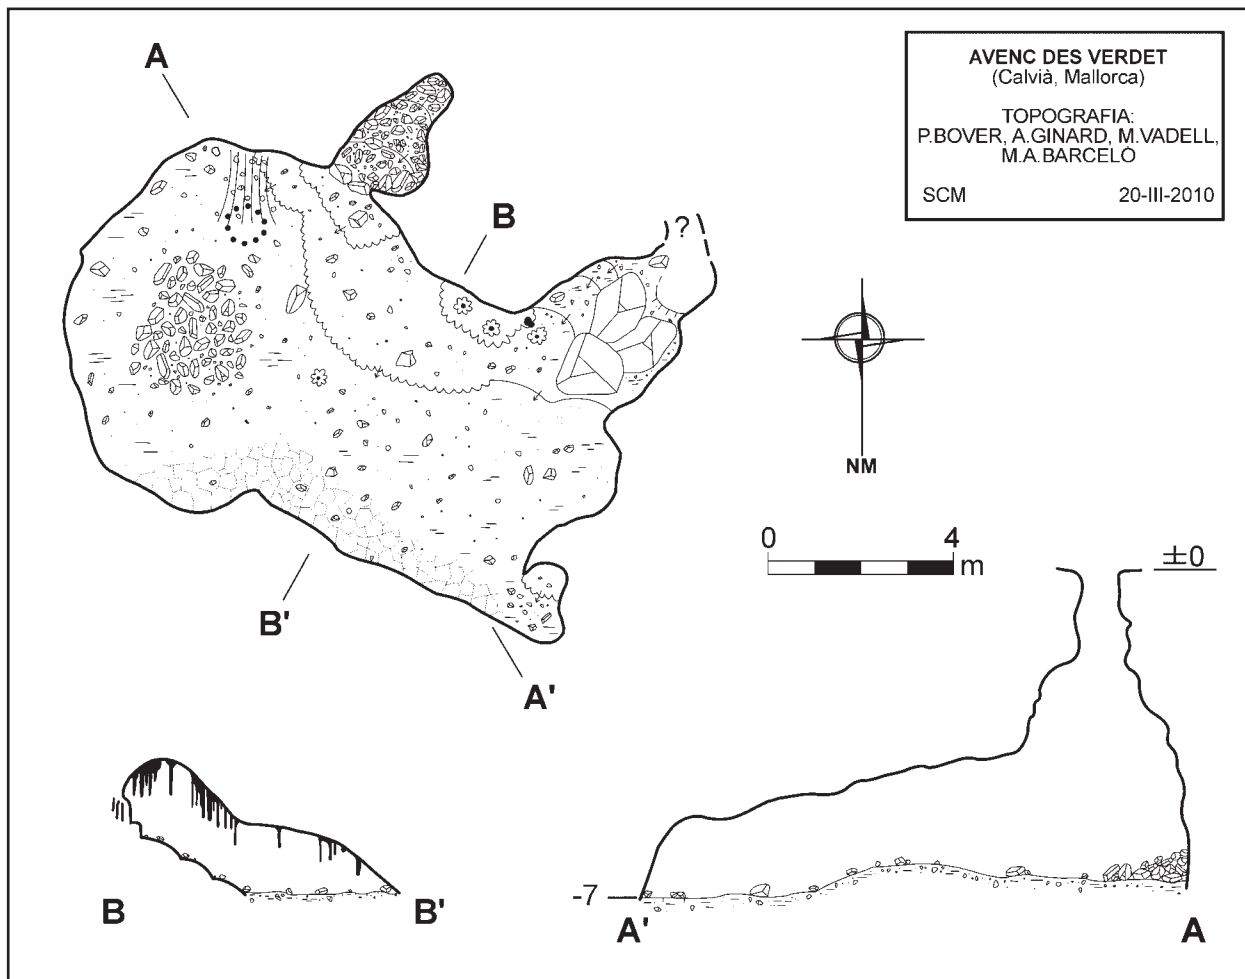 AVENC DES VERDET
(Calvià, Mallorca)
TOPOGRAFIA:
P.BOVER, A.GINARD, M.VADELL,
M.A.BARCELÓ
SCM 20-III-2010
A
B
?
B'
A'
NM
0 4
m
±0
-7
B B'
A' A